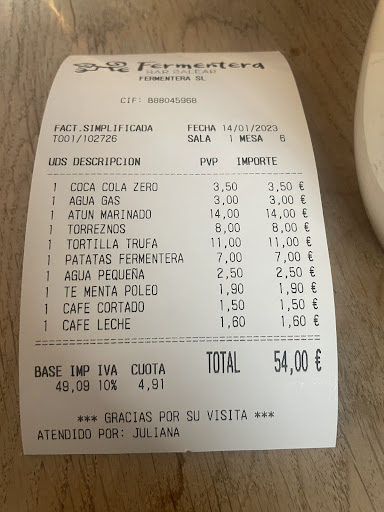 Fermentera
BAR BALEAR
FERMENTERA SL
CIF: B88045968
FACT.SIMPLIFICADA FECHA 14/01/2023
T001/102726 SALA 1 MESA 6
UDS DESCRIPCION PVP IMPORTE
1 COCA COLA ZERO 3,50 3,50 €
1 AGUA GAS 3,00 3,00 €
1 ATUN MARINADO 14,00 14,00 €
1 TORREZNOS 8,00 8,00 €
1 TORTILLA TRUFA 11,00 11,00 €
1 PATATAS FERMENTERA 7,00 7,00 €
1 AGUA PEQUEÑA 2,50 2,50 €
1 TE MENTA POLEO 1,90 1,90 €
1 CAFE CORTADO 1,50 1,50 €
1 CAFE LECHE 1,60 1,60 €
BASE IMP IVA CUOTA TOTAL 54,00 €
49,09 10% 4,91
*** GRACIAS POR SU VISITA ***
ATENDIDO POR: JULIANA